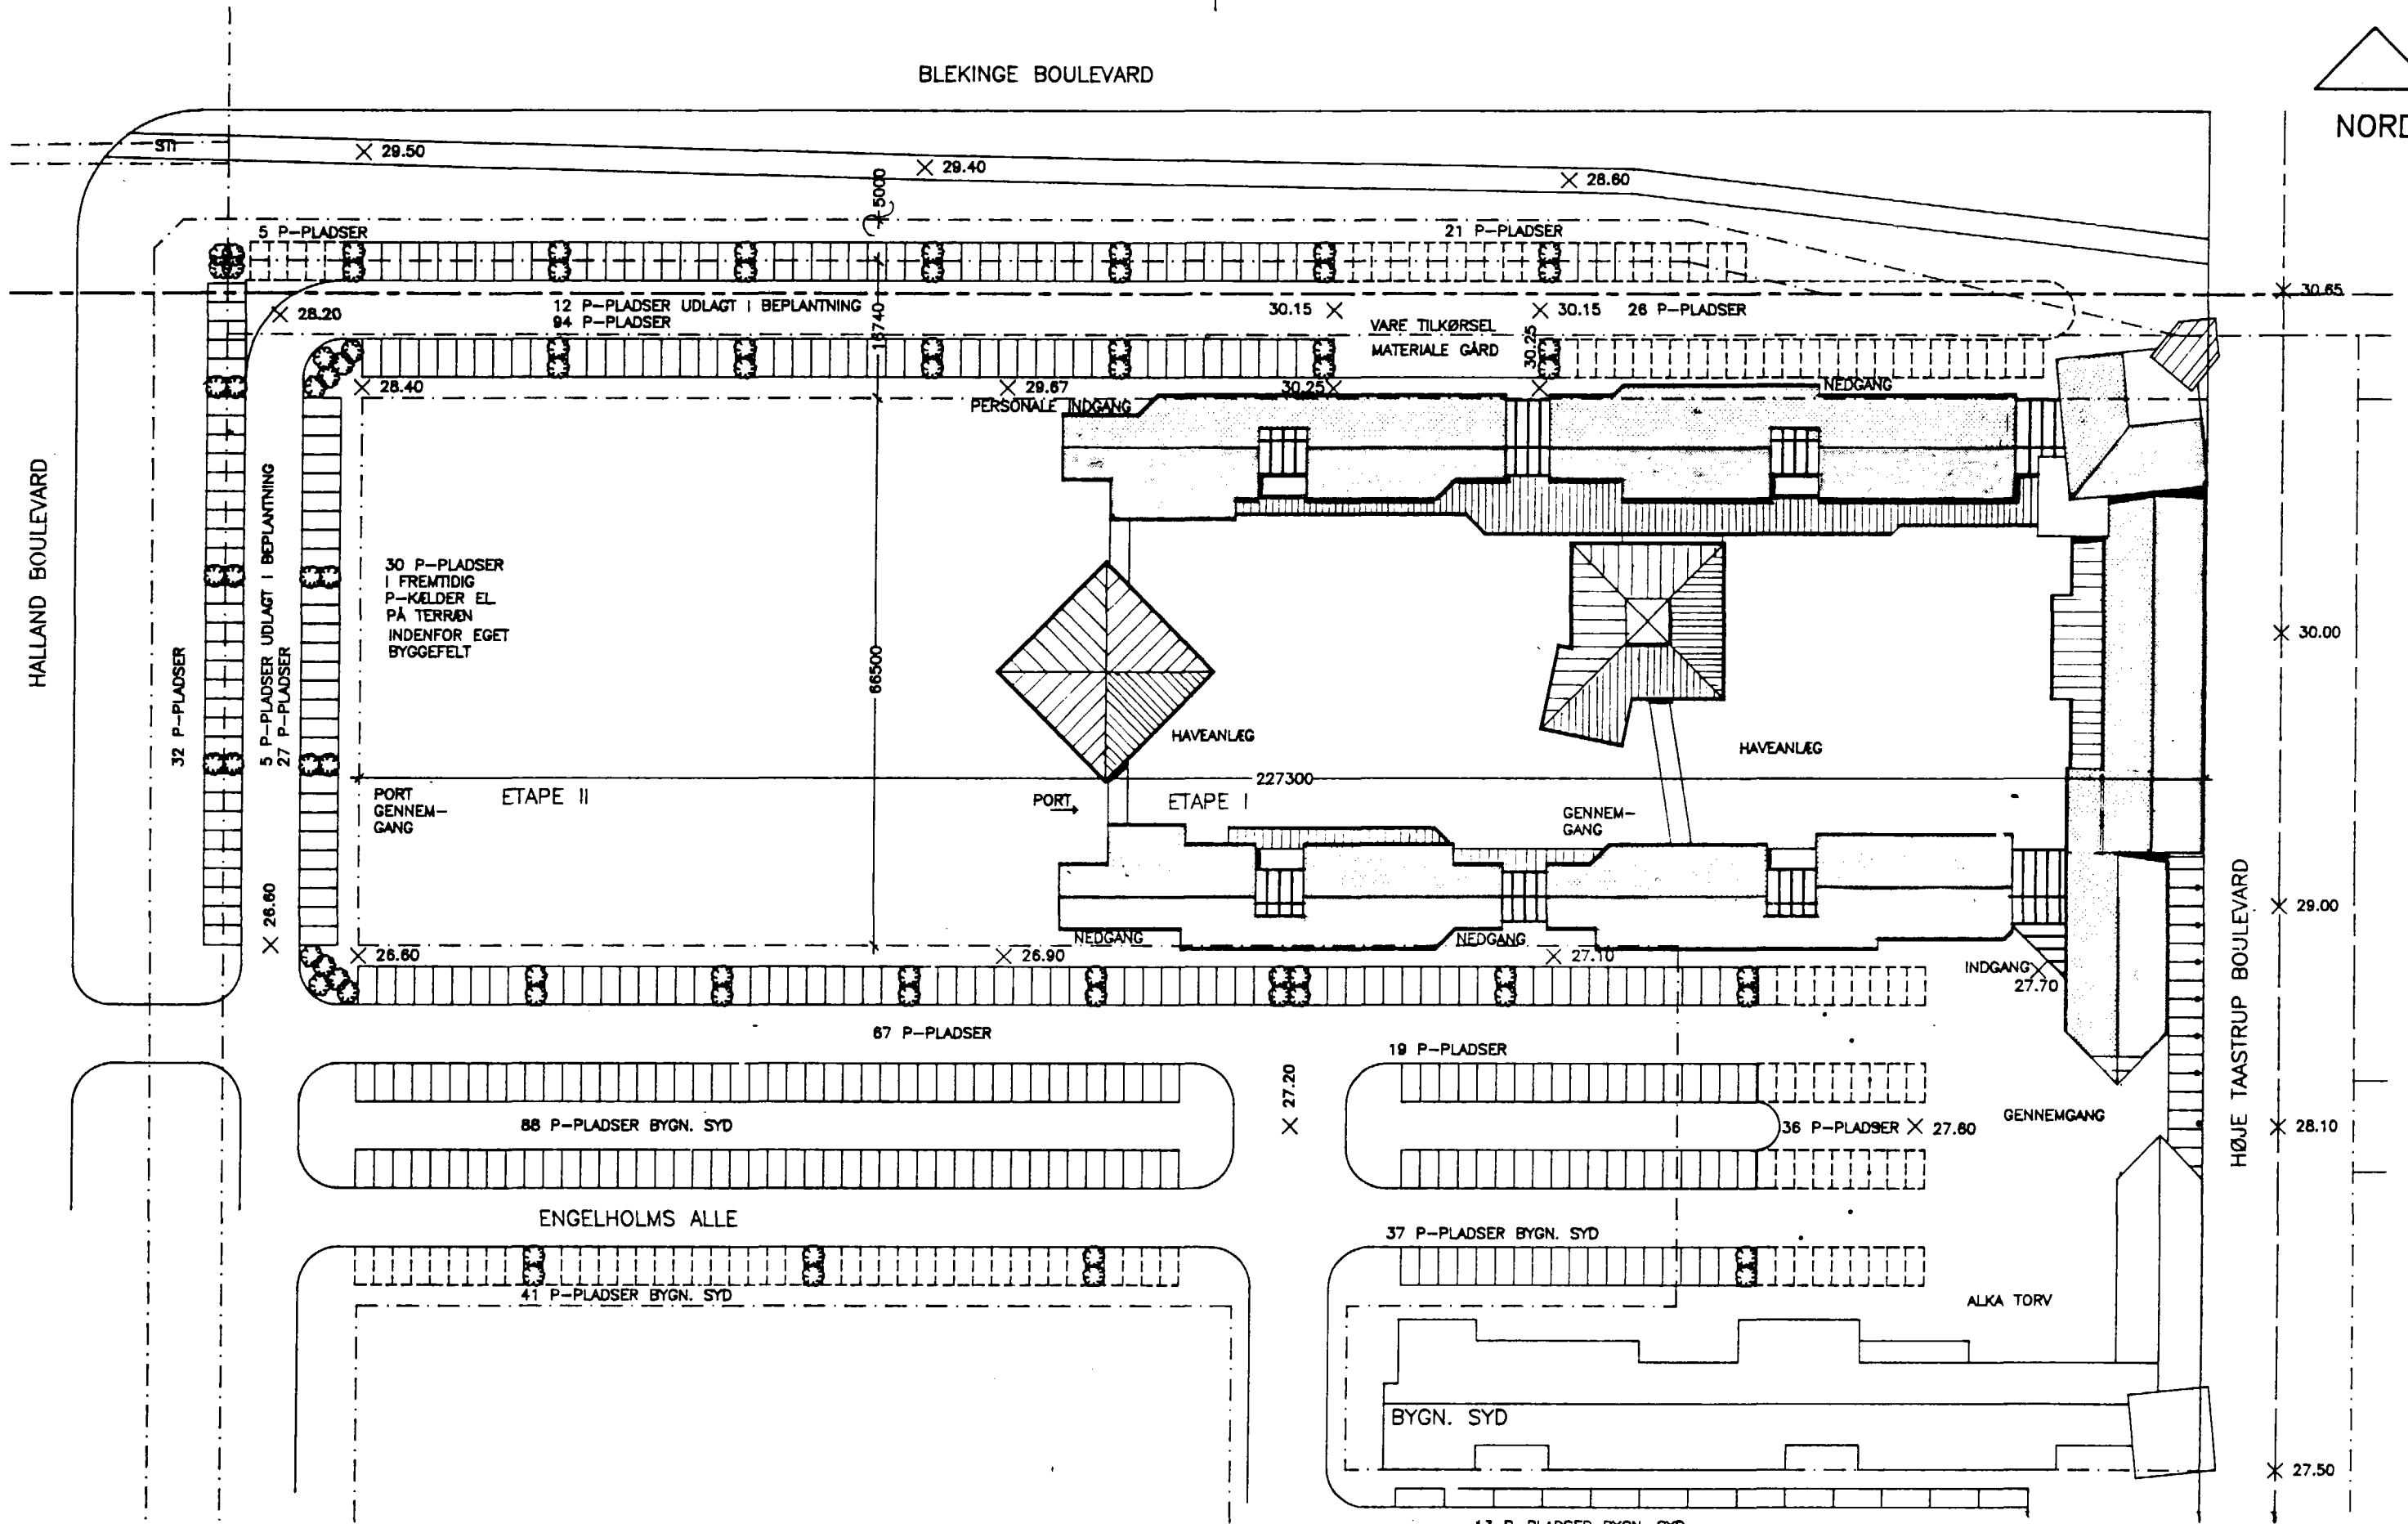 BLEKINGE BOULEVARD
STI
29.50
29.40
28.60
5000
5 P-PLADSER
21 P-PLADSER
12 P-PLADSER UDLAGT I BEPLANTNING
94 P-PLADSER
28.20
16740
30.15
30.15
26 P-PLADSER
30.65
VARE TILKØRSEL
MATERIALE GÅRD
30.25
28.40
29.67
30.25
NEDGANG
PERSONALE INDGANG
HALLAND BOULEVARD
32 P-PLADSER
5 P-PLADSER UDLAGT I BEPLANTNING
27 P-PLADSER
30 P-PLADSER
I FREMTIDIG
P-KÆLDER EL
PÅ TERRÆN
INDENFOR EGET
BYGGEFELT
66500
30.00
HAVEANLÆG
HAVEANLÆG
227300
PORT
GENNEM-
GANG
ETAPE II
PORT
ETAPE I
GENNEM-
GANG
26.60
29.00
HØJE TAASTRUP BOULEVARD
NEDGANG
NEDGANG
26.60
26.90
27.10
INDGANG
27.70
67 P-PLADSER
19 P-PLADSER
27.20
88 P-PLADSER BYGN. SYD
36 P-PLADSER
27.60
GENNEMGANG
28.10
ENGELHOLMS ALLE
37 P-PLADSER BYGN. SYD
41 P-PLADSER BYGN. SYD
ALKA TORV
BYGN. SYD
27.50